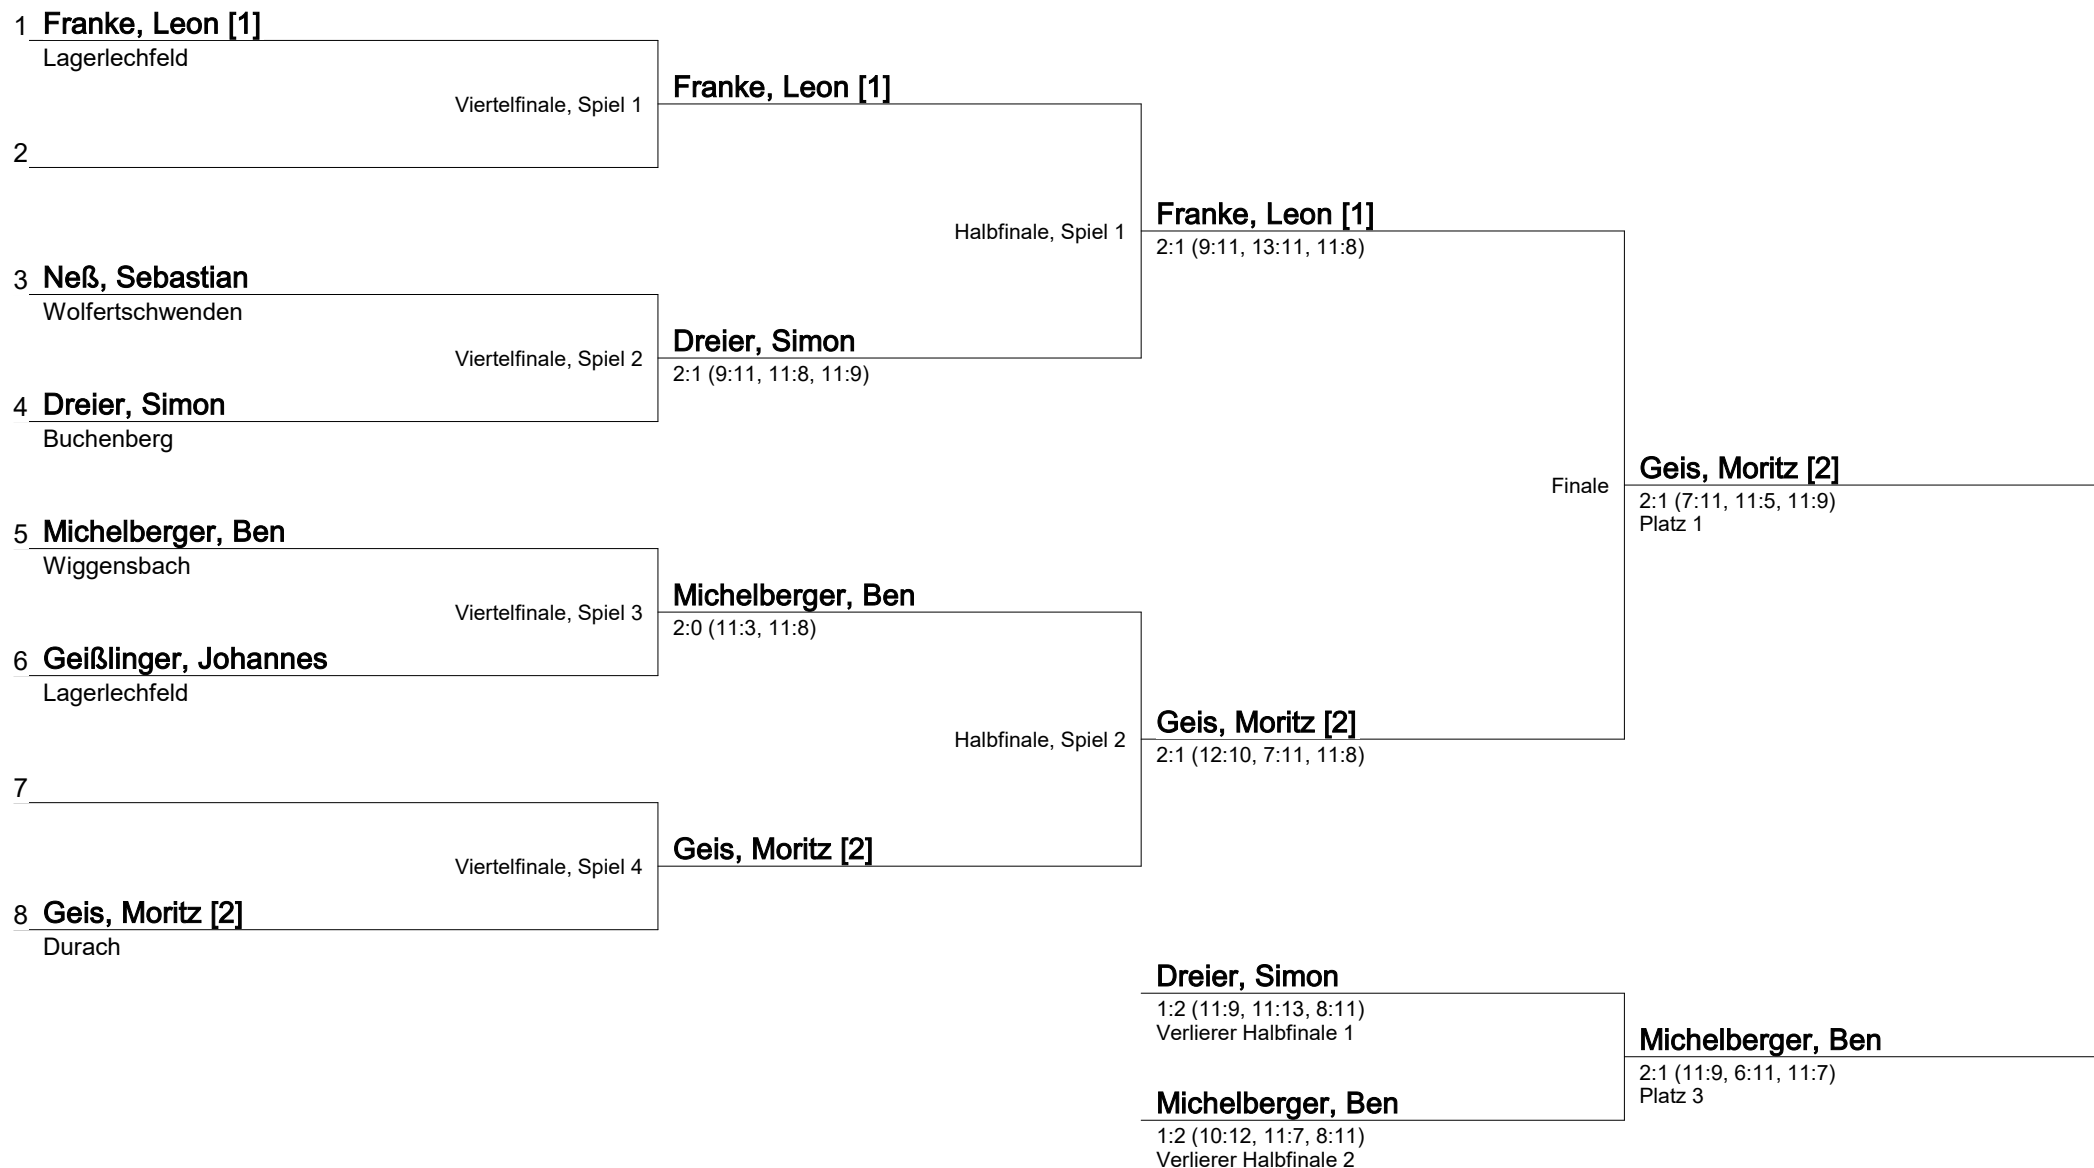 1 Franke, Leon [1]
Lagerlechfeld
Viertelfinale, Spiel 1
Franke, Leon [1]
2
Halbfinale, Spiel 1
Franke, Leon [1]
2:1 (9:11, 13:11, 11:8)
3 Neß, Sebastian
Wolfertschwenden
Viertelfinale, Spiel 2
Dreier, Simon
2:1 (9:11, 11:8, 11:9)
4 Dreier, Simon
Buchenberg
Finale
Geis, Moritz [2]
2:1 (7:11, 11:5, 11:9)
Platz 1
5 Michelberger, Ben
Wiggensbach
Viertelfinale, Spiel 3
Michelberger, Ben
2:0 (11:3, 11:8)
6 Geißlinger, Johannes
Lagerlechfeld
Halbfinale, Spiel 2
Geis, Moritz [2]
2:1 (12:10, 7:11, 11:8)
7
Viertelfinale, Spiel 4
Geis, Moritz [2]
8 Geis, Moritz [2]
Durach
Dreier, Simon
1:2 (11:9, 11:13, 8:11)
Verlierer Halbfinale 1
Michelberger, Ben
2:1 (11:9, 6:11, 11:7)
Platz 3
Michelberger, Ben
1:2 (10:12, 11:7, 8:11)
Verlierer Halbfinale 2